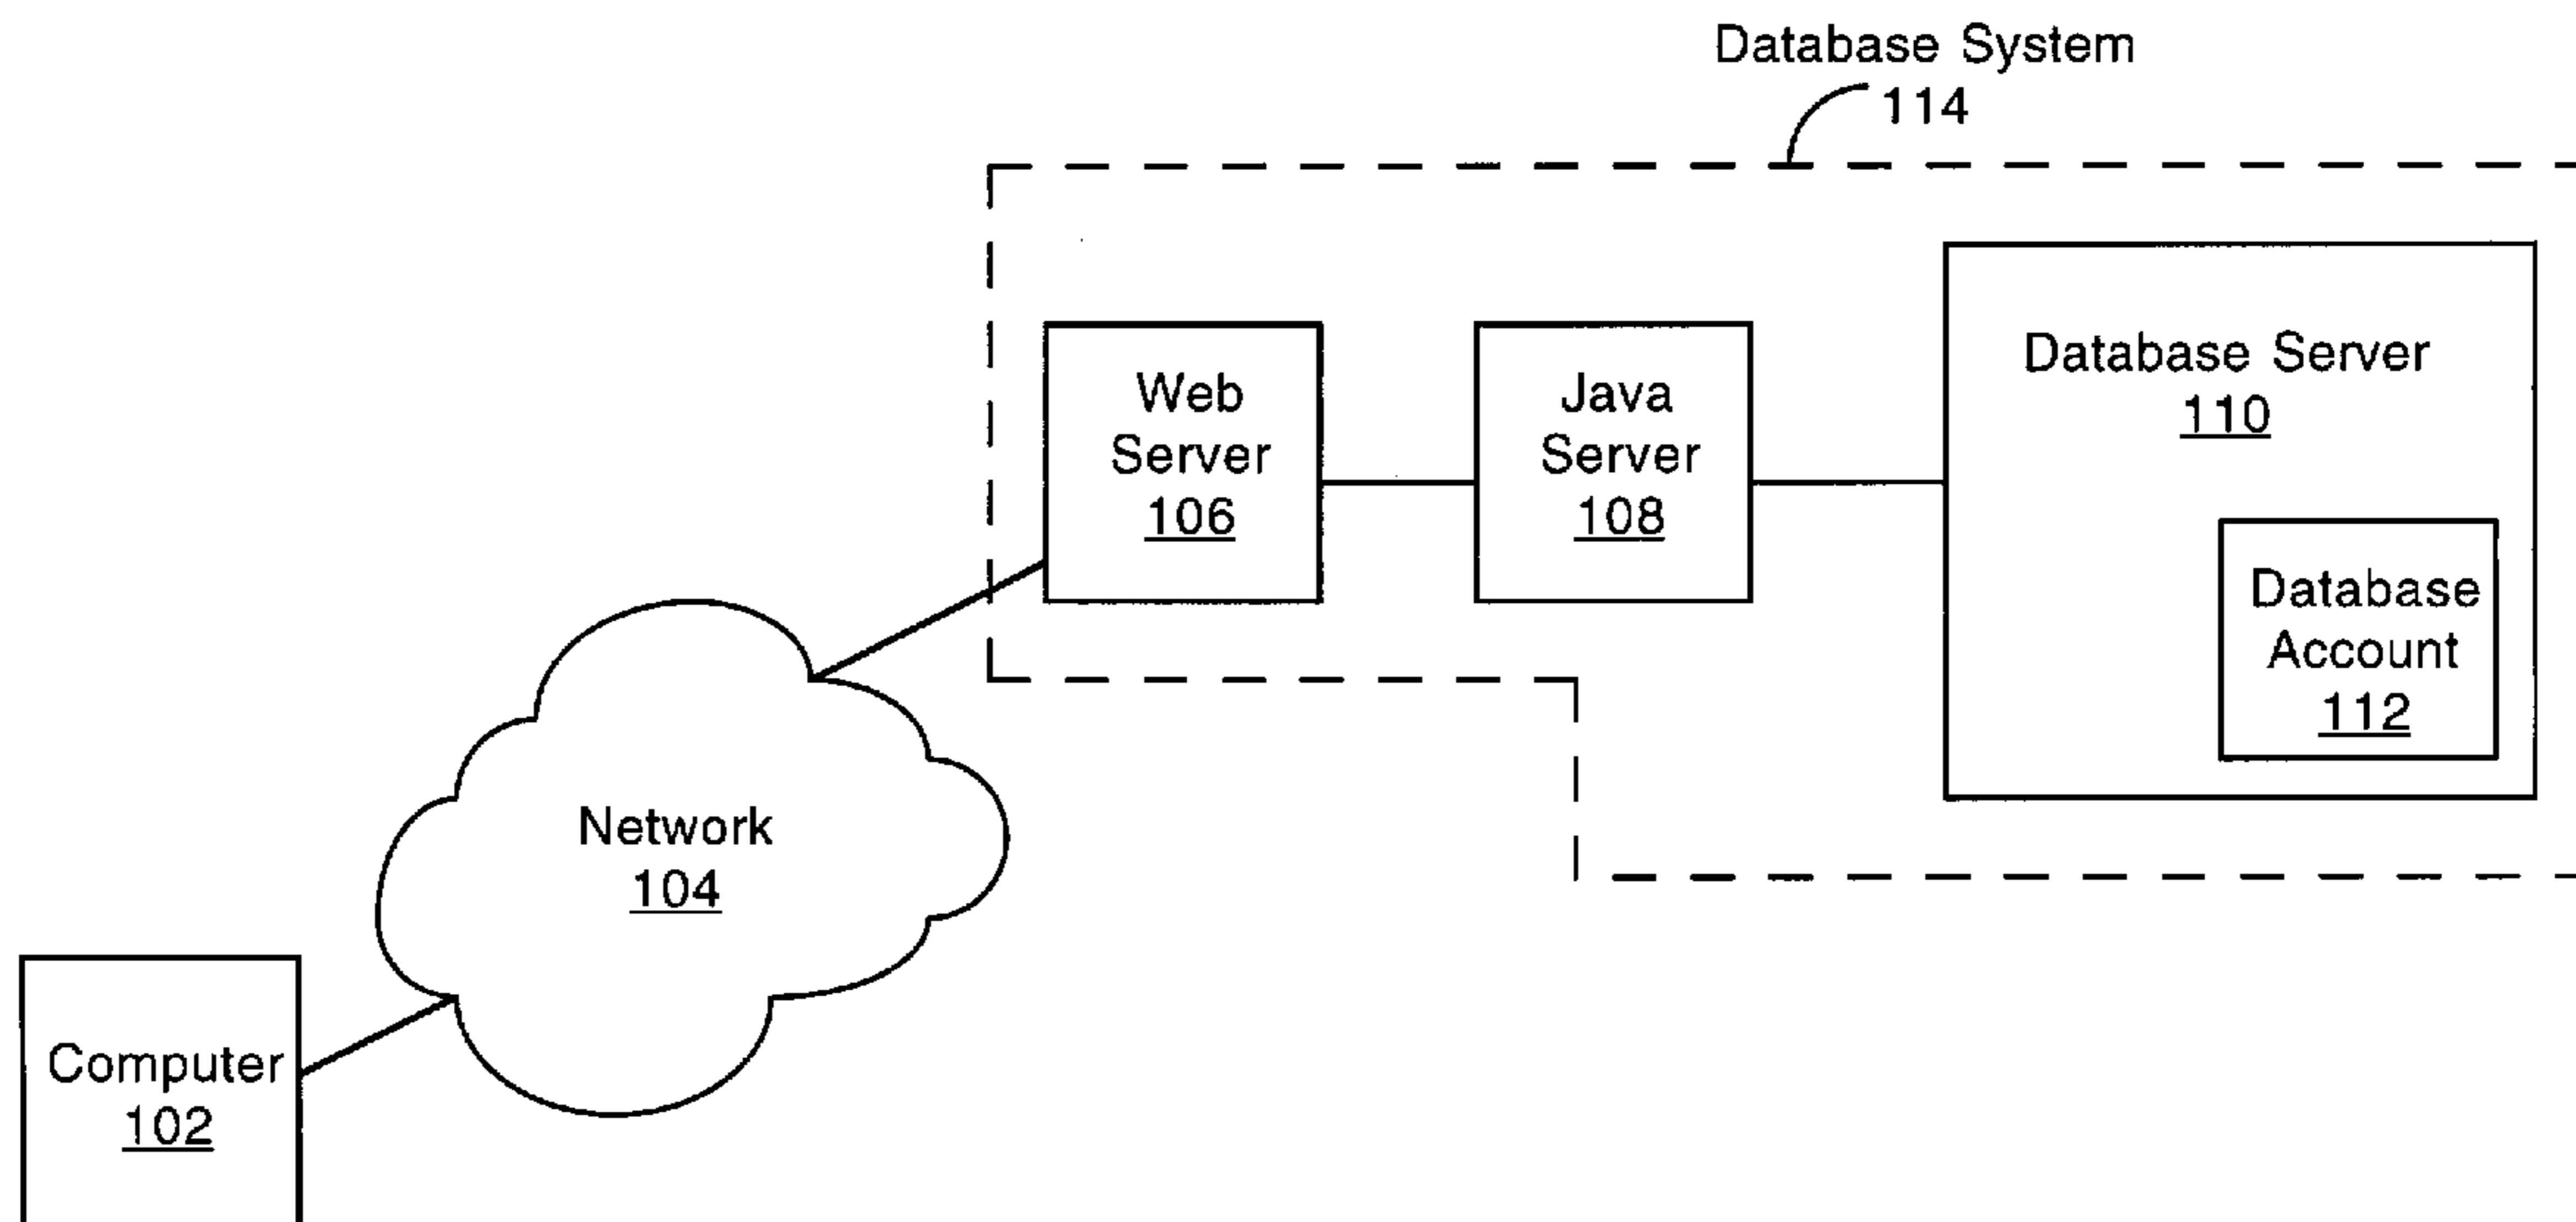 Database System
114
Web
Server
106
Java
Server
108
Database Server
110
Database
Account
112
Network
104
Computer
102